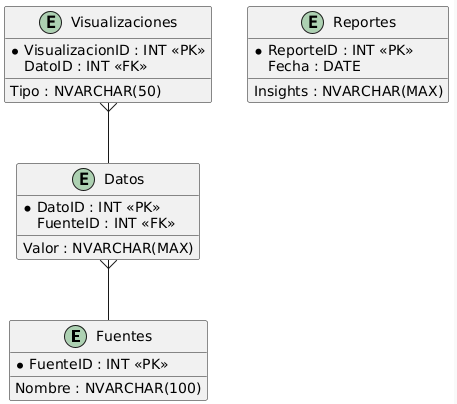 E Visualizaciones
* VisualizacionID : INT «PK»
DatoID : INT «FK»
Tipo : NVARCHAR(50)
E Reportes
* ReporteID : INT «PK»
Fecha : DATE
Insights : NVARCHAR(MAX)
E Datos
* DatoID : INT «PK»
FuenteID : INT «FK»
Valor : NVARCHAR(MAX)
E Fuentes
* FuenteID : INT «PK»
Nombre : NVARCHAR(100)